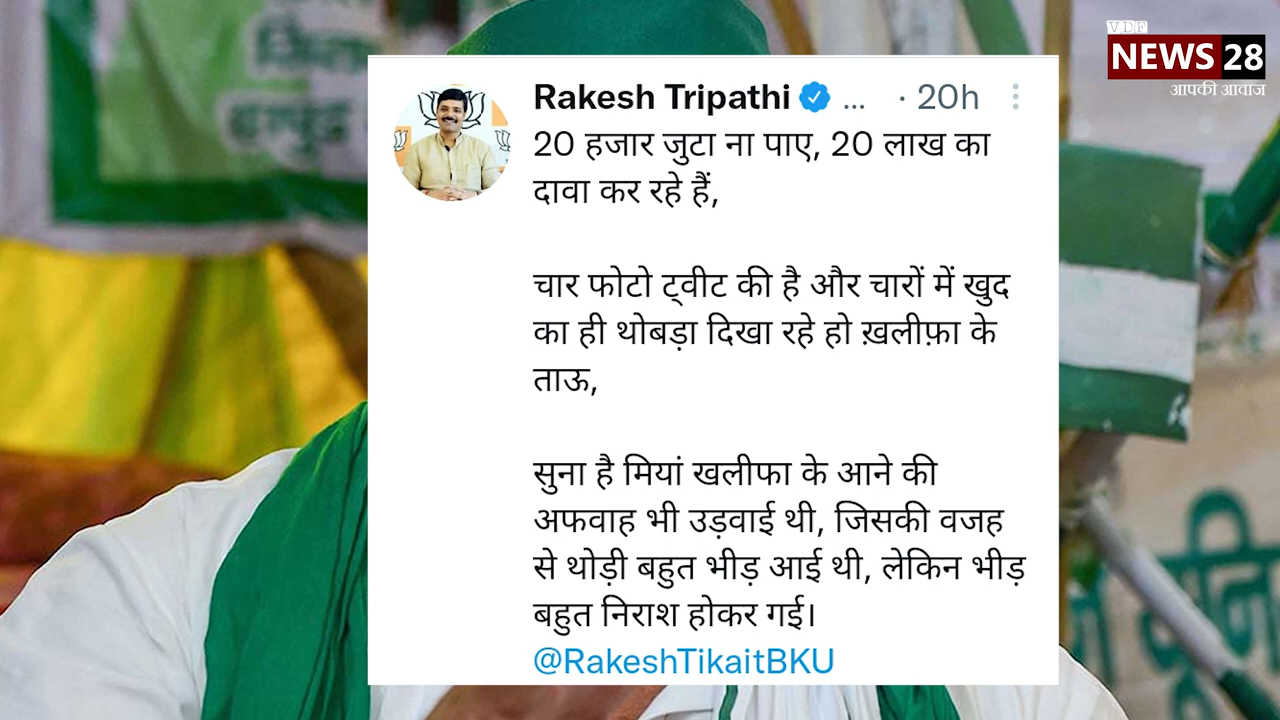 VDF
NEWS 28
आपकी आवाज
Rakesh Tripathi ... · 20h
20 हजार जुटा ना पाए, 20 लाख का
दावा कर रहे हैं,
चार फोटो ट्वीट की है और चारों में खुद
का ही थोबड़ा दिखा रहे हो ख़लीफ़ा के
ताऊ,
सुना है मियां खलीफा के आने की
अफवाह भी उड़वाई थी, जिसकी वजह
से थोड़ी बहुत भीड़ आई थी, लेकिन भीड़
बहुत निराश होकर गई।
@RakeshTikaitBKU